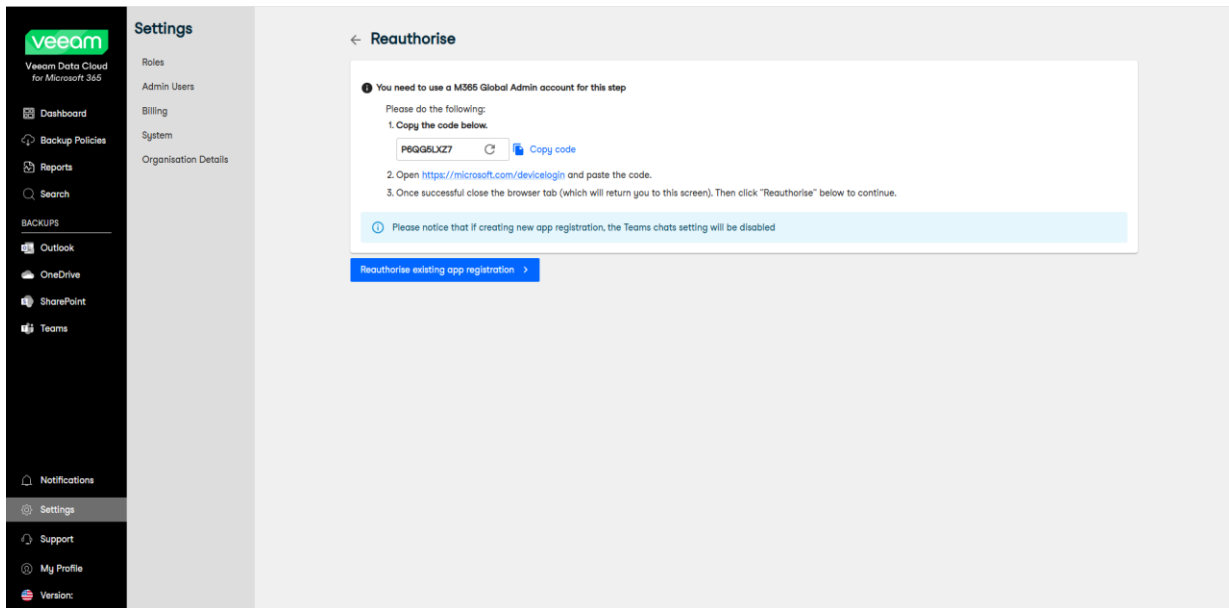 veeam
Veeam Data Cloud
for Microsoft 365
Dashboard
Backup Policies
Reports
Search
BACKUPS
Outlook
OneDrive
SharePoint
Teams
Notifications
Settings
Support
My Profile
Version:
Settings
Roles
Admin Users
Billing
System
Organisation Details
← Reauthorise
You need to use a M365 Global Admin account for this step
Please do the following:
1. Copy the code below.
P6QG5LXZ7 Copy code
2. Open https://microsoft.com/devicelogin and paste the code.
3. Once successful close the browser tab (which will return you to this screen). Then click "Reauthorise" below to continue.
Please notice that if creating new app registration, the Teams chats setting will be disabled
Reauthorise existing app registration >